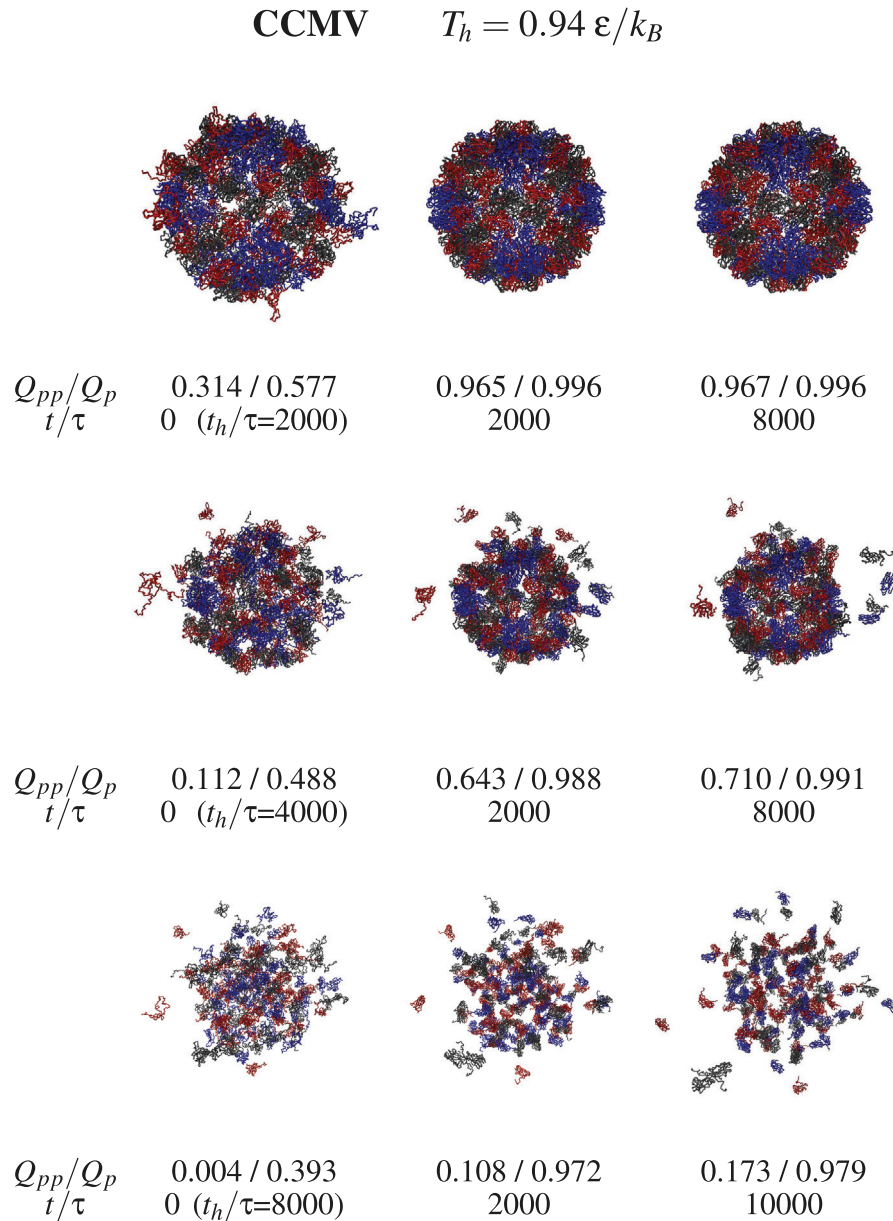 CCMV T_h = 0.94 ε/k_B
Q_pp/Q_p 0.314 / 0.577 0.965 / 0.996 0.967 / 0.996
t/τ 0 (t_h/τ=2000) 2000 8000
Q_pp/Q_p 0.112 / 0.488 0.643 / 0.988 0.710 / 0.991
t/τ 0 (t_h/τ=4000) 2000 8000
Q_pp/Q_p 0.004 / 0.393 0.108 / 0.972 0.173 / 0.979
t/τ 0 (t_h/τ=8000) 2000 10000